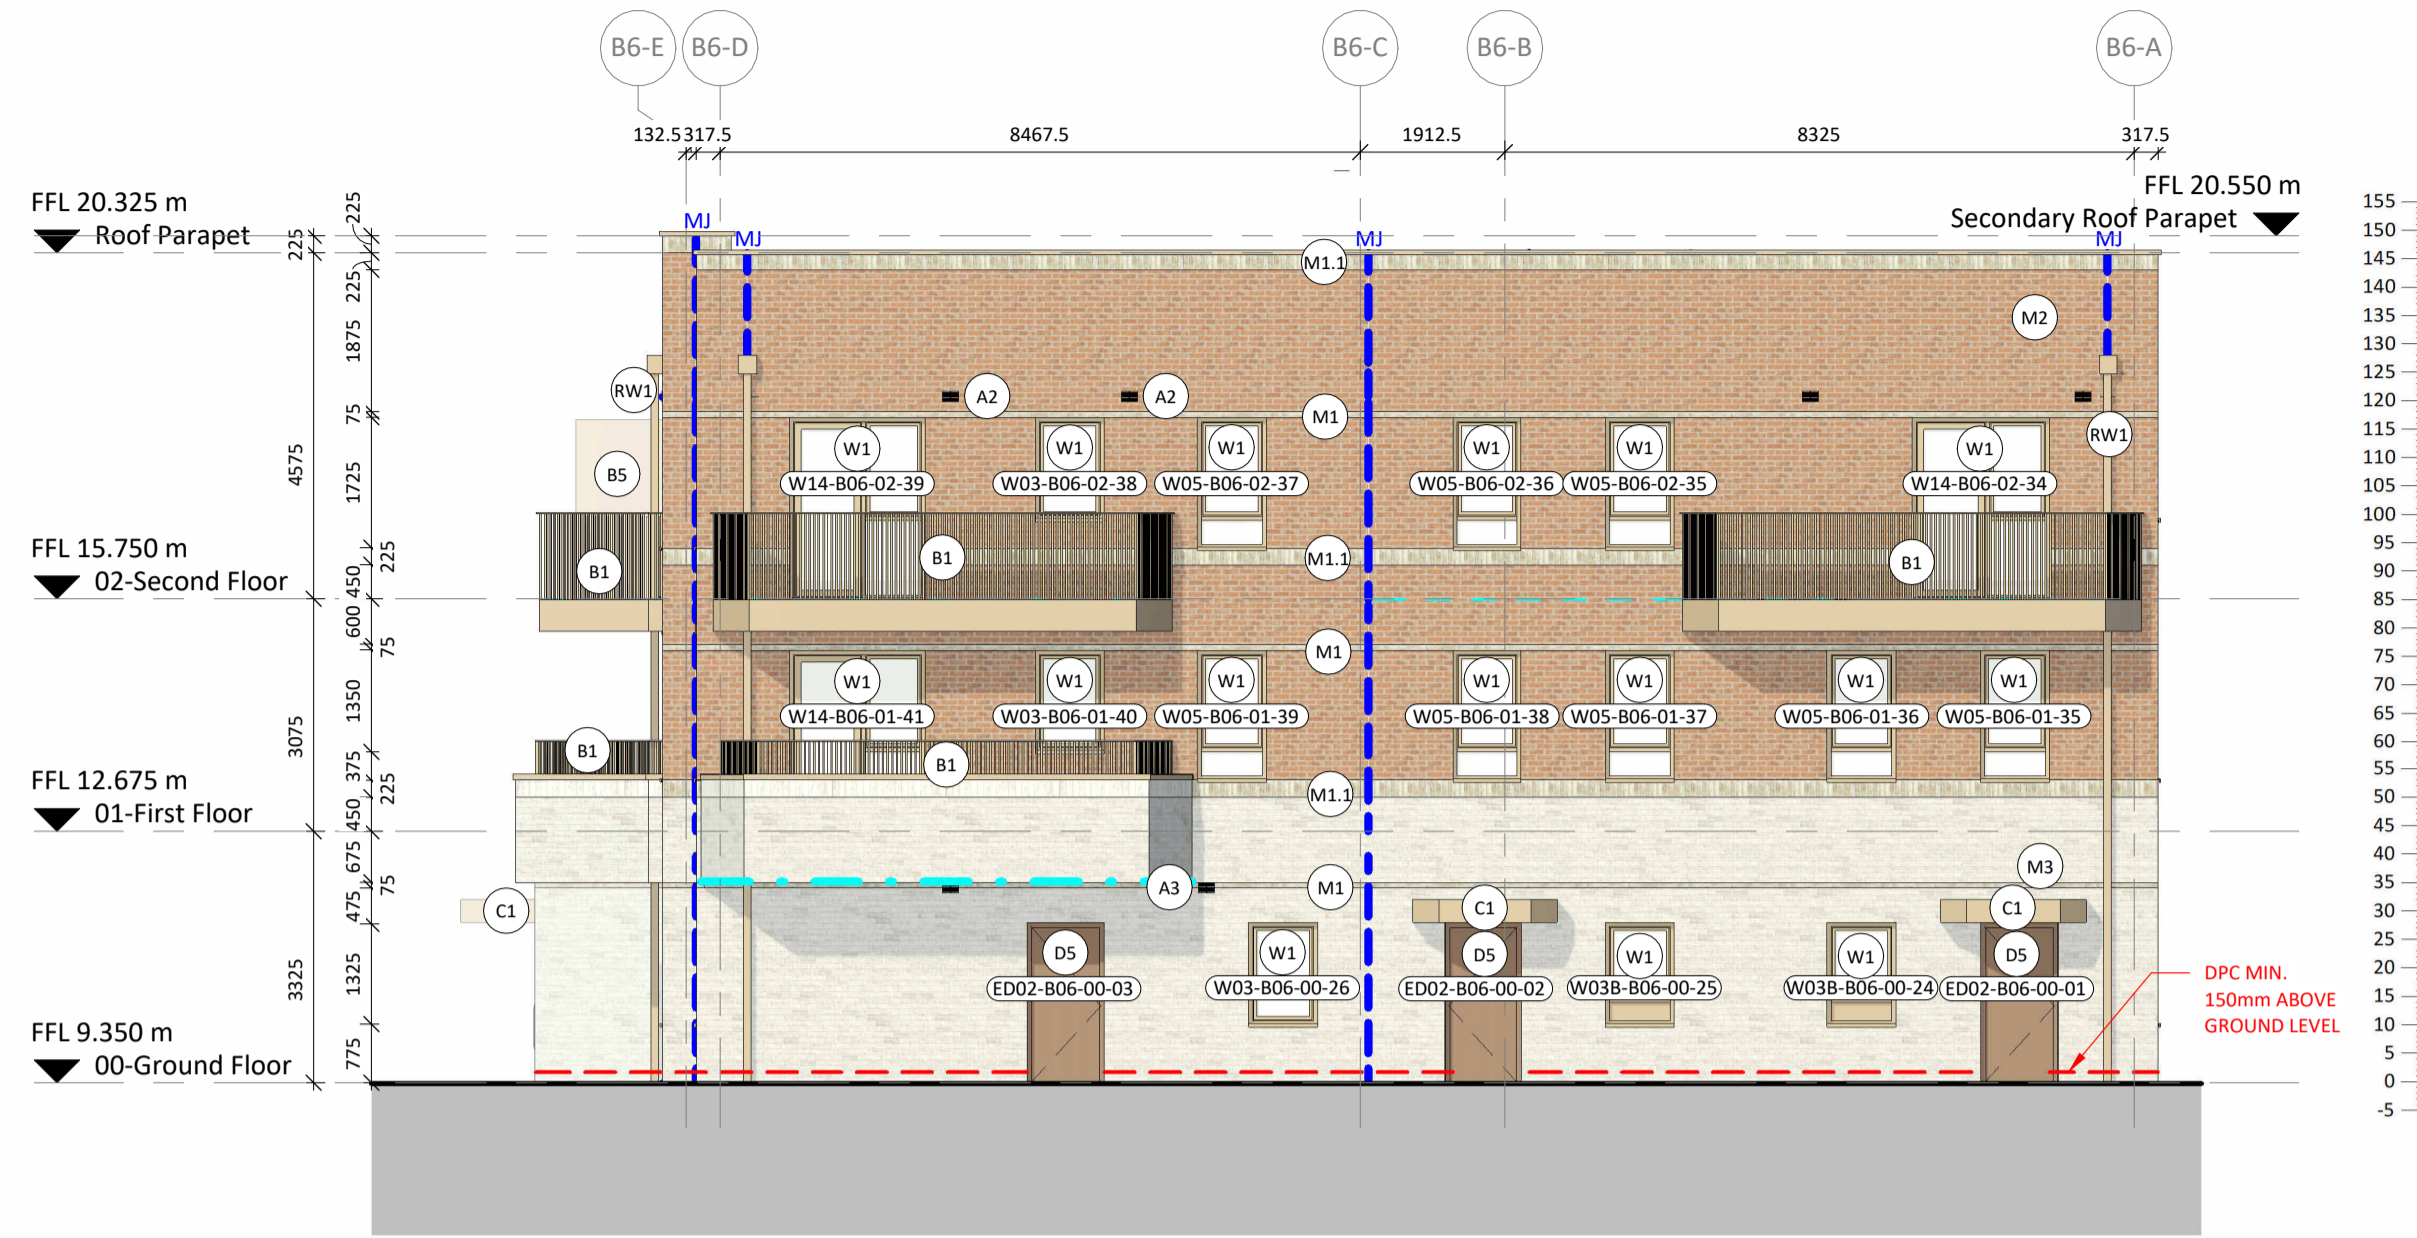 B6-E B6-D B6-C B6-B B6-A
132.5 317.5 8467.5 1912.5 8325 317.5
FFL 20.325 m
Roof Parapet
FFL 20.550 m
Secondary Roof Parapet
MJ MJ MJ MJ
M1.1
M2
RW1 A2 A2
M1
RW1
W1 W1 W1 W1 W1 W1
B5
W14-B06-02-39 W03-B06-02-38 W05-B06-02-37 W05-B06-02-36 W05-B06-02-35 W14-B06-02-34
FFL 15.750 m
02-Second Floor
B1 B1 M1.1 B1
M1
W1 W1 W1 W1 W1 W1 W1
W14-B06-01-41 W03-B06-01-40 W05-B06-01-39 W05-B06-01-38 W05-B06-01-37 W05-B06-01-36 W05-B06-01-35
B1 B1
FFL 12.675 m
01-First Floor
M1.1
M3
A3 M1
C1 C1 C1
D5 W1 D5 W1 W1 D5
ED02-B06-00-03 W03-B06-00-26 ED02-B06-00-02 W03B-B06-00-25 W03B-B06-00-24 ED02-B06-00-01
DPC MIN.
150mm ABOVE
GROUND LEVEL
FFL 9.350 m
00-Ground Floor
225
4575
3075
3325
225
225
1875
75
1725
225
450
600
75
1350
375
225
450
675
75
475
1325
775
155
150
145
140
135
130
125
120
115
110
105
100
95
90
85
80
75
70
65
60
55
50
45
40
35
30
25
20
15
10
5
0
-5